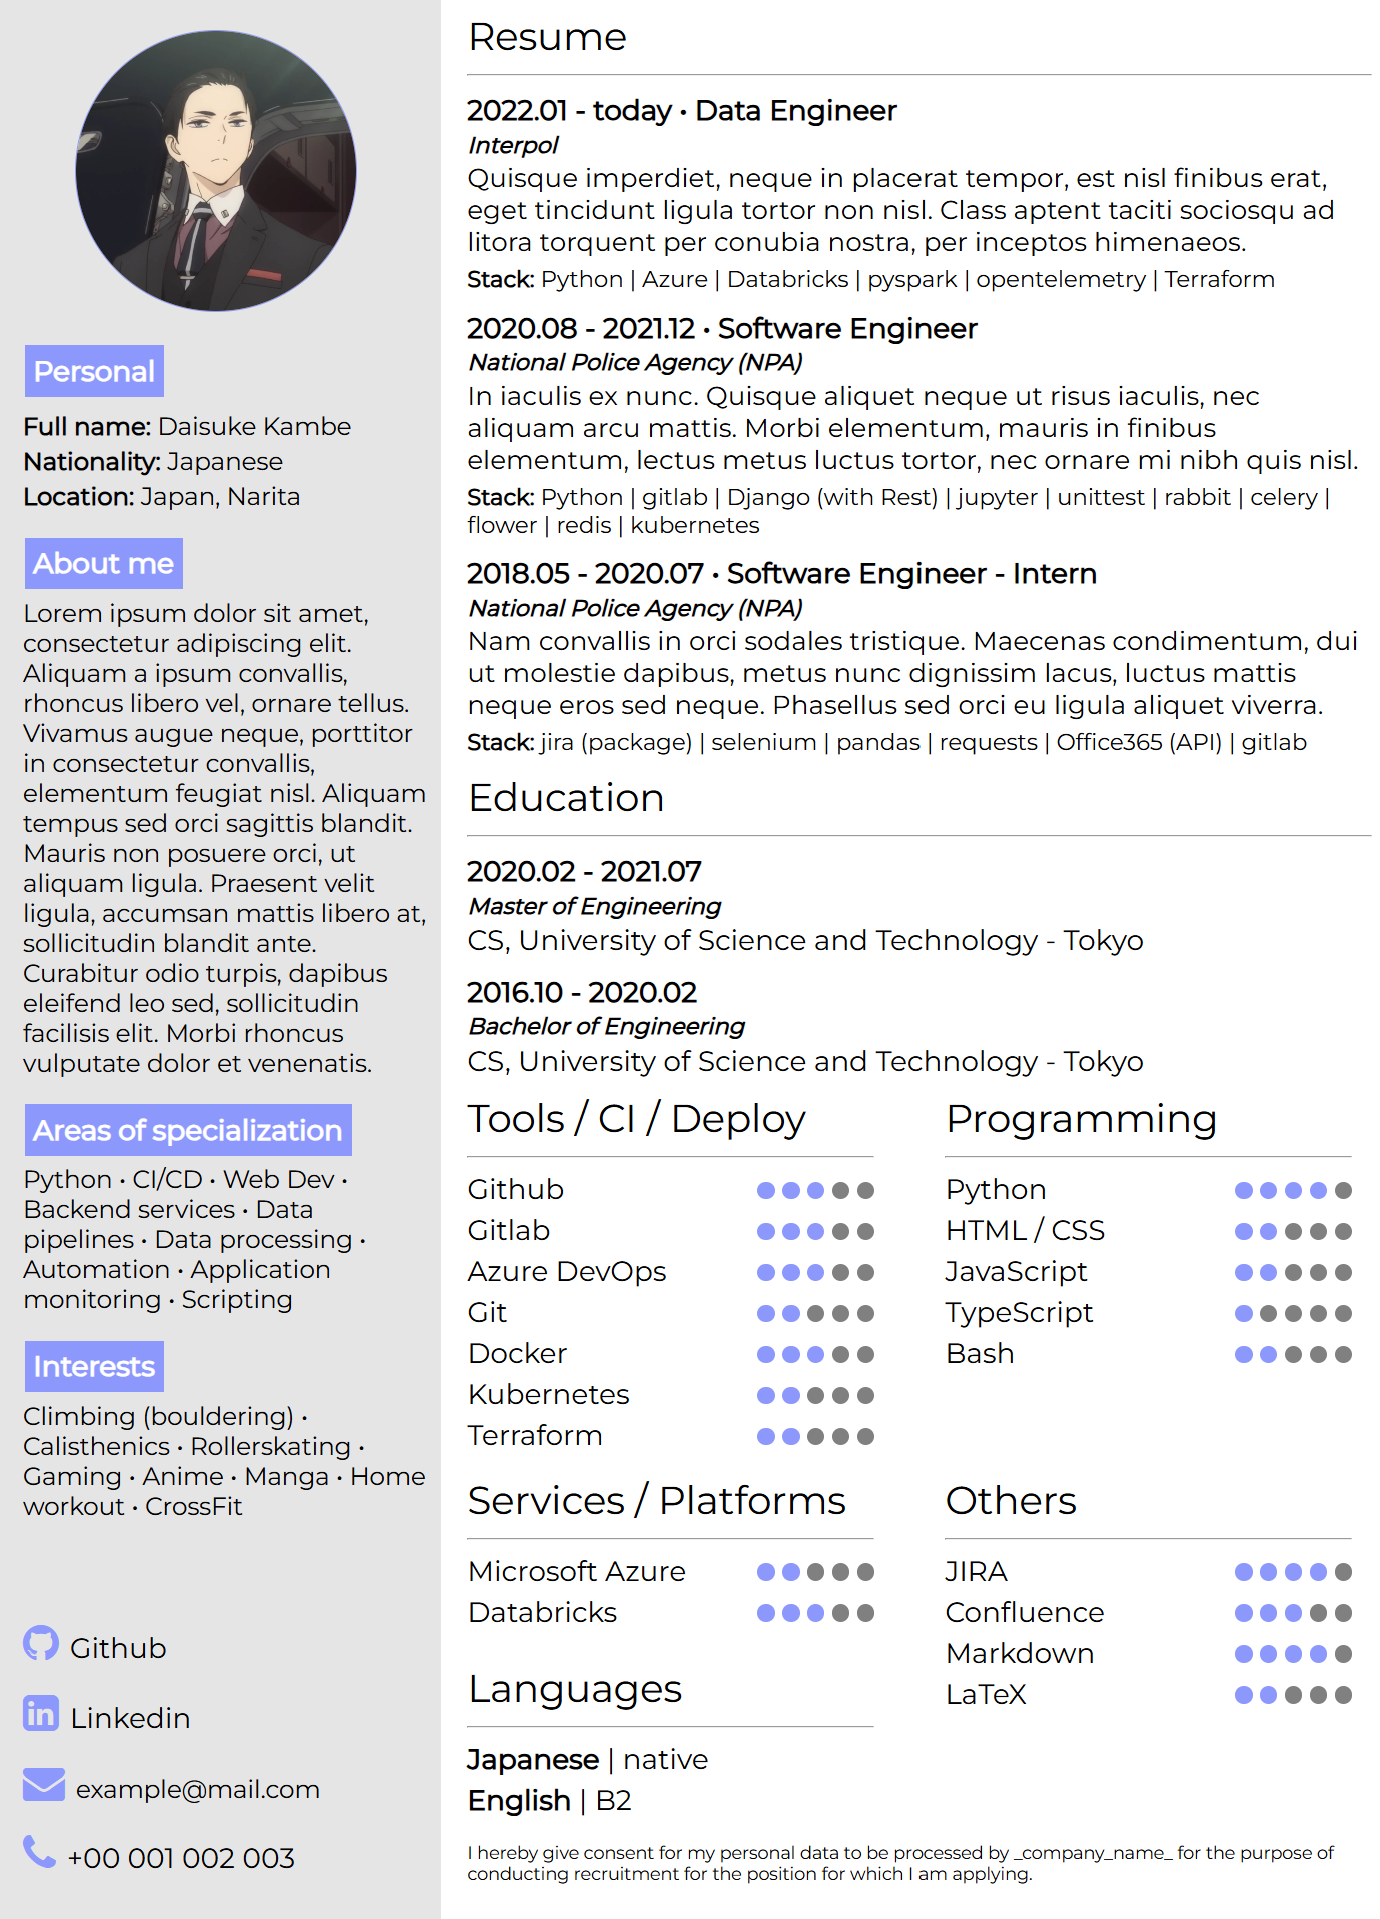 Personal
Full name: Daisuke Kambe
Nationality: Japanese
Location: Japan, Narita
About me
Lorem ipsum dolor sit amet,
consectetur adipiscing elit.
Aliquam a ipsum convallis,
rhoncus libero vel, ornare tellus.
Vivamus augue neque, porttitor
in consectetur convallis,
elementum feugiat nisl. Aliquam
tempus sed orci sagittis blandit.
Mauris non posuere orci, ut
aliquam ligula. Praesent velit
ligula, accumsan mattis libero at,
sollicitudin blandit ante.
Curabitur odio turpis, dapibus
eleifend leo sed, sollicitudin
facilisis elit. Morbi rhoncus
vulputate dolor et venenatis.
Areas of specialization
Python • CI/CD • Web Dev •
Backend services • Data
pipelines • Data processing •
Automation • Application
monitoring • Scripting
Interests
Climbing (bouldering) •
Calisthenics • Rollerskating •
Gaming • Anime • Manga • Home
workout • CrossFit
Github
Linkedin
example@mail.com
+00 001 002 003
Resume
2022.01 - today • Data Engineer
Interpol
Quisque imperdiet, neque in placerat tempor, est nisl finibus erat,
eget tincidunt ligula tortor non nisl. Class aptent taciti sociosqu ad
litora torquent per conubia nostra, per inceptos himenaeos.
Stack: Python | Azure | Databricks | pyspark | opentelemetry | Terraform
2020.08 - 2021.12 • Software Engineer
National Police Agency (NPA)
In iaculis ex nunc. Quisque aliquet neque ut risus iaculis, nec
aliquam arcu mattis. Morbi elementum, mauris in finibus
elementum, lectus metus luctus tortor, nec ornare mi nibh quis nisl.
Stack: Python | gitlab | Django (with Rest) | jupyter | unittest | rabbit | celery |
flower | redis | kubernetes
2018.05 - 2020.07 • Software Engineer - Intern
National Police Agency (NPA)
Nam convallis in orci sodales tristique. Maecenas condimentum, dui
ut molestie dapibus, metus nunc dignissim lacus, luctus mattis
neque eros sed neque. Phasellus sed orci eu ligula aliquet viverra.
Stack: jira (package) | selenium | pandas | requests | Office365 (API) | gitlab
Education
2020.02 - 2021.07
Master of Engineering
CS, University of Science and Technology - Tokyo
2016.10 - 2020.02
Bachelor of Engineering
CS, University of Science and Technology - Tokyo
Tools / CI / Deploy
Github
Gitlab
Azure DevOps
Git
Docker
Kubernetes
Terraform
Programming
Python
HTML / CSS
JavaScript
TypeScript
Bash
Services / Platforms
Microsoft Azure
Databricks
Others
JIRA
Confluence
Markdown
LaTeX
Languages
Japanese | native
English | B2
I hereby give consent for my personal data to be processed by _company_name_ for the purpose of
conducting recruitment for the position for which I am applying.